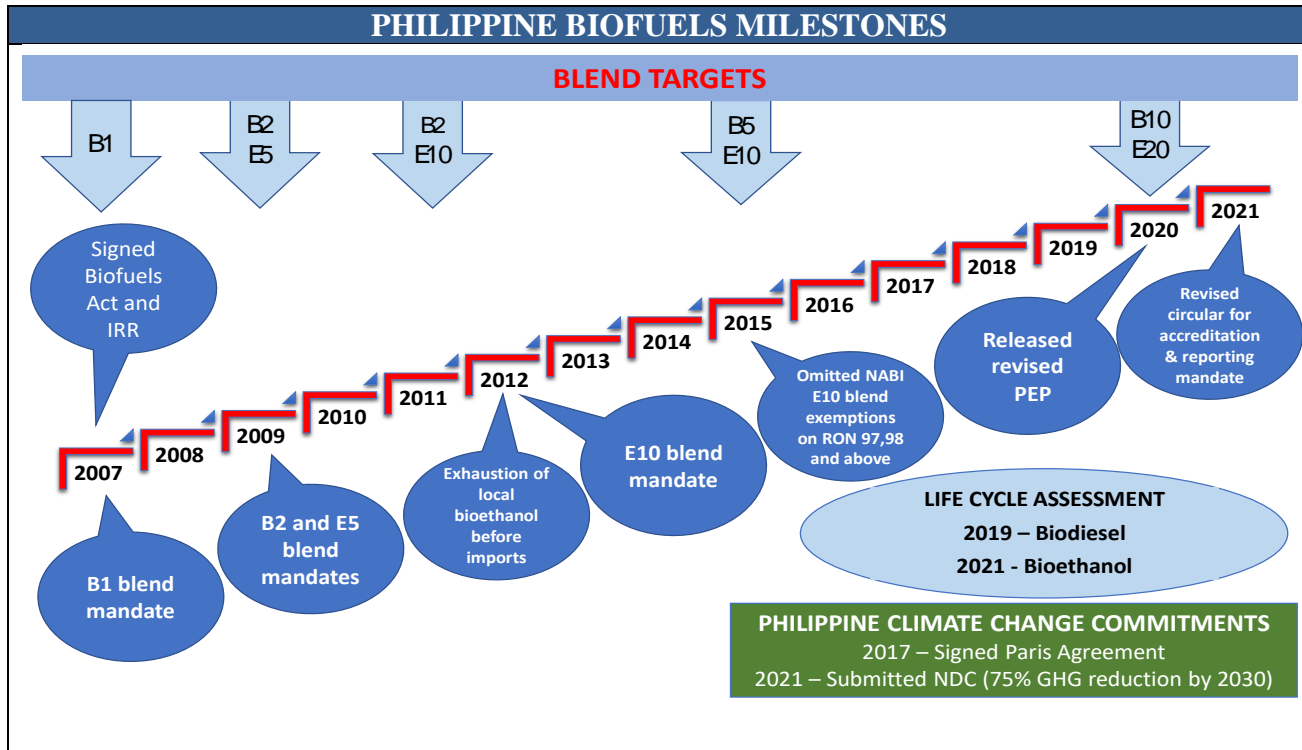 PHILIPPINE BIOFUELS MILESTONES
BLEND TARGETS
B1
B2
E5
B2
E10
B5
E10
B10
E20
Signed
Biofuels
Act and
IRR
2007
2008
2009
2010
2011
2012
2013
2014
2015
2016
2017
2018
2019
2020
2021
B1 blend
mandate
B2 and E5
blend
mandates
Exhaustion of
local
bioethanol
before
imports
E10 blend
mandate
Omitted NABI
E10 blend
exemptions
on RON 97,98
and above
Released
revised
PEP
Revised
circular for
accreditation
& reporting
mandate
LIFE CYCLE ASSESSMENT
2019 – Biodiesel
2021 - Bioethanol
PHILIPPINE CLIMATE CHANGE COMMITMENTS
2017 – Signed Paris Agreement
2021 – Submitted NDC (75% GHG reduction by 2030)